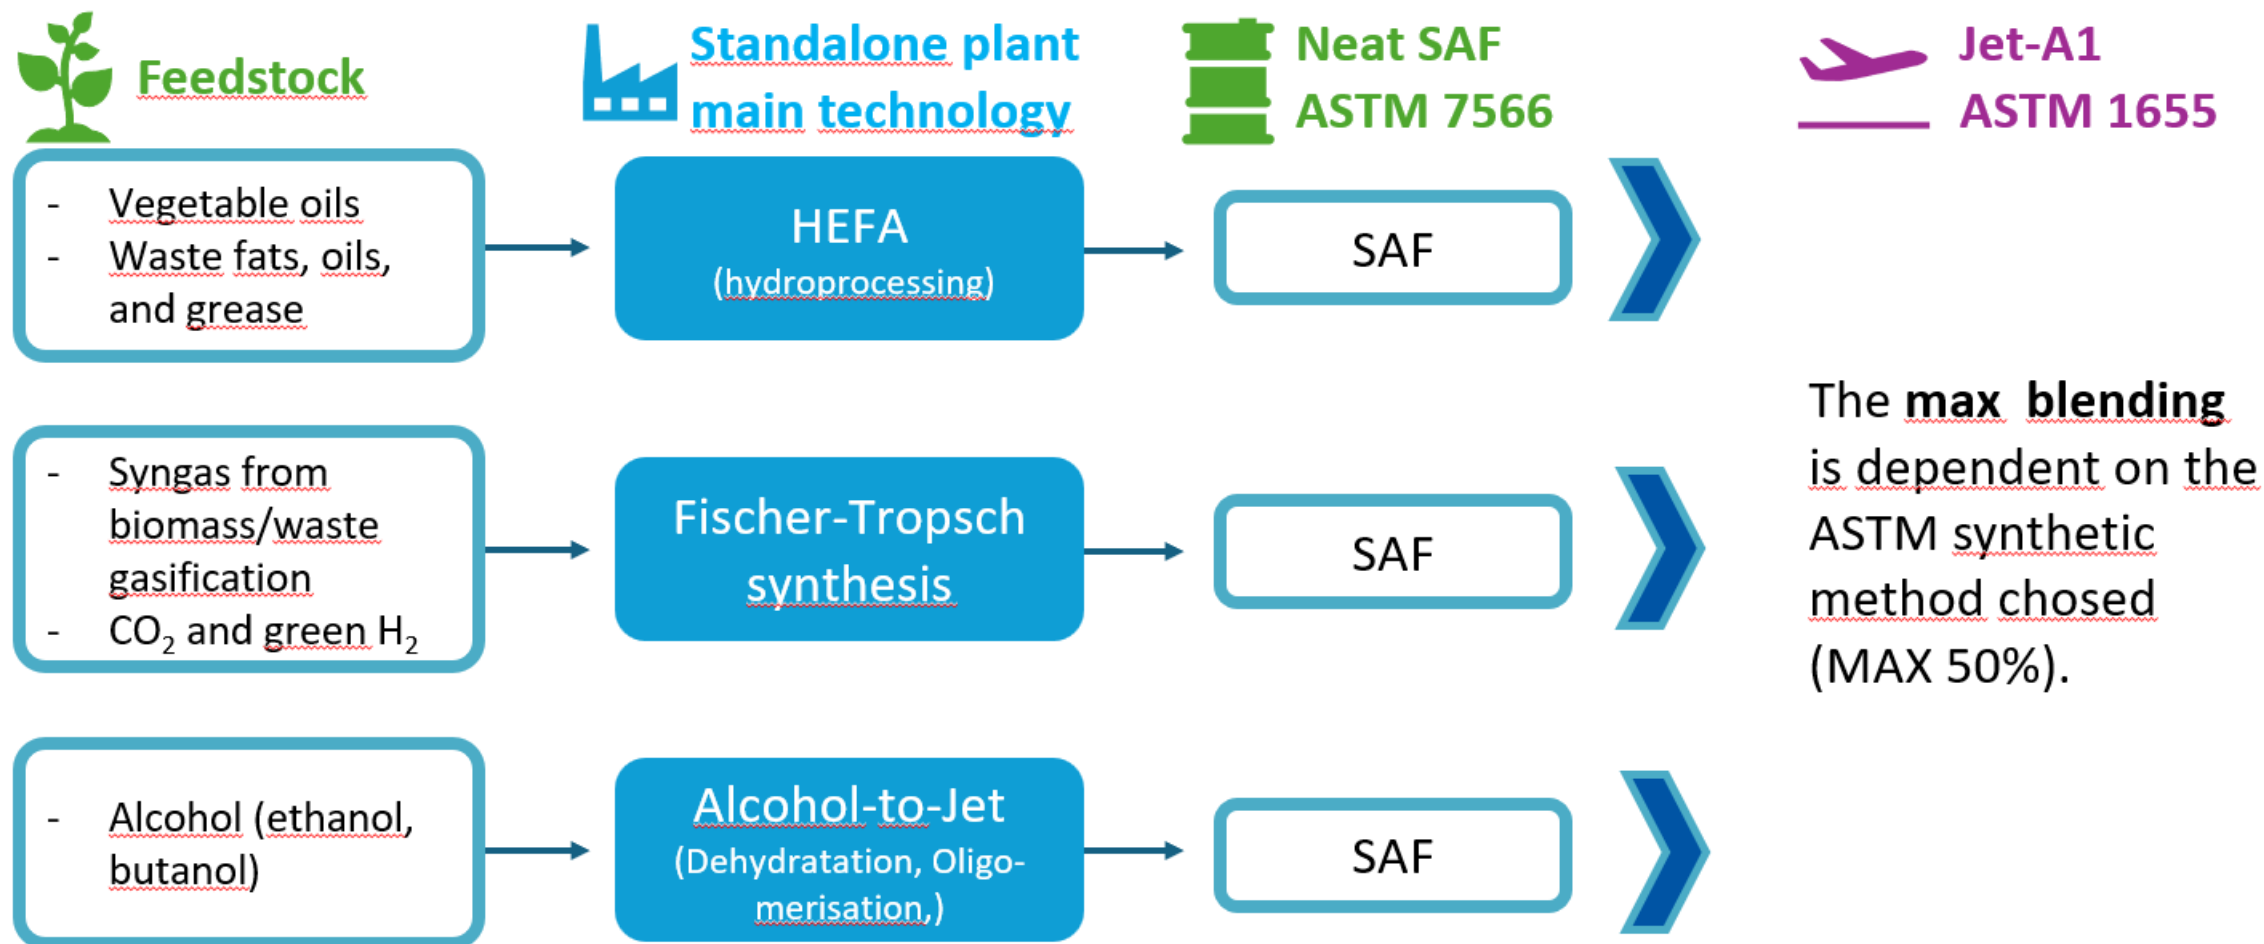 Feedstock
Standalone plant
main technology
Neat SAF
ASTM 7566
Jet-A1
ASTM 1655
- Vegetable oils
- Waste fats, oils,
and grease
HEFA
(hydroprocessing)
SAF
- Syngas from
biomass/waste
gasification
- CO₂ and green H₂
Fischer-Tropsch
synthesis
SAF
- Alcohol (ethanol,
butanol)
Alcohol-to-Jet
(Dehydratation, Oligo-
merisation,)
SAF
The max blending
is dependent on the
ASTM synthetic
method chosed
(MAX 50%).